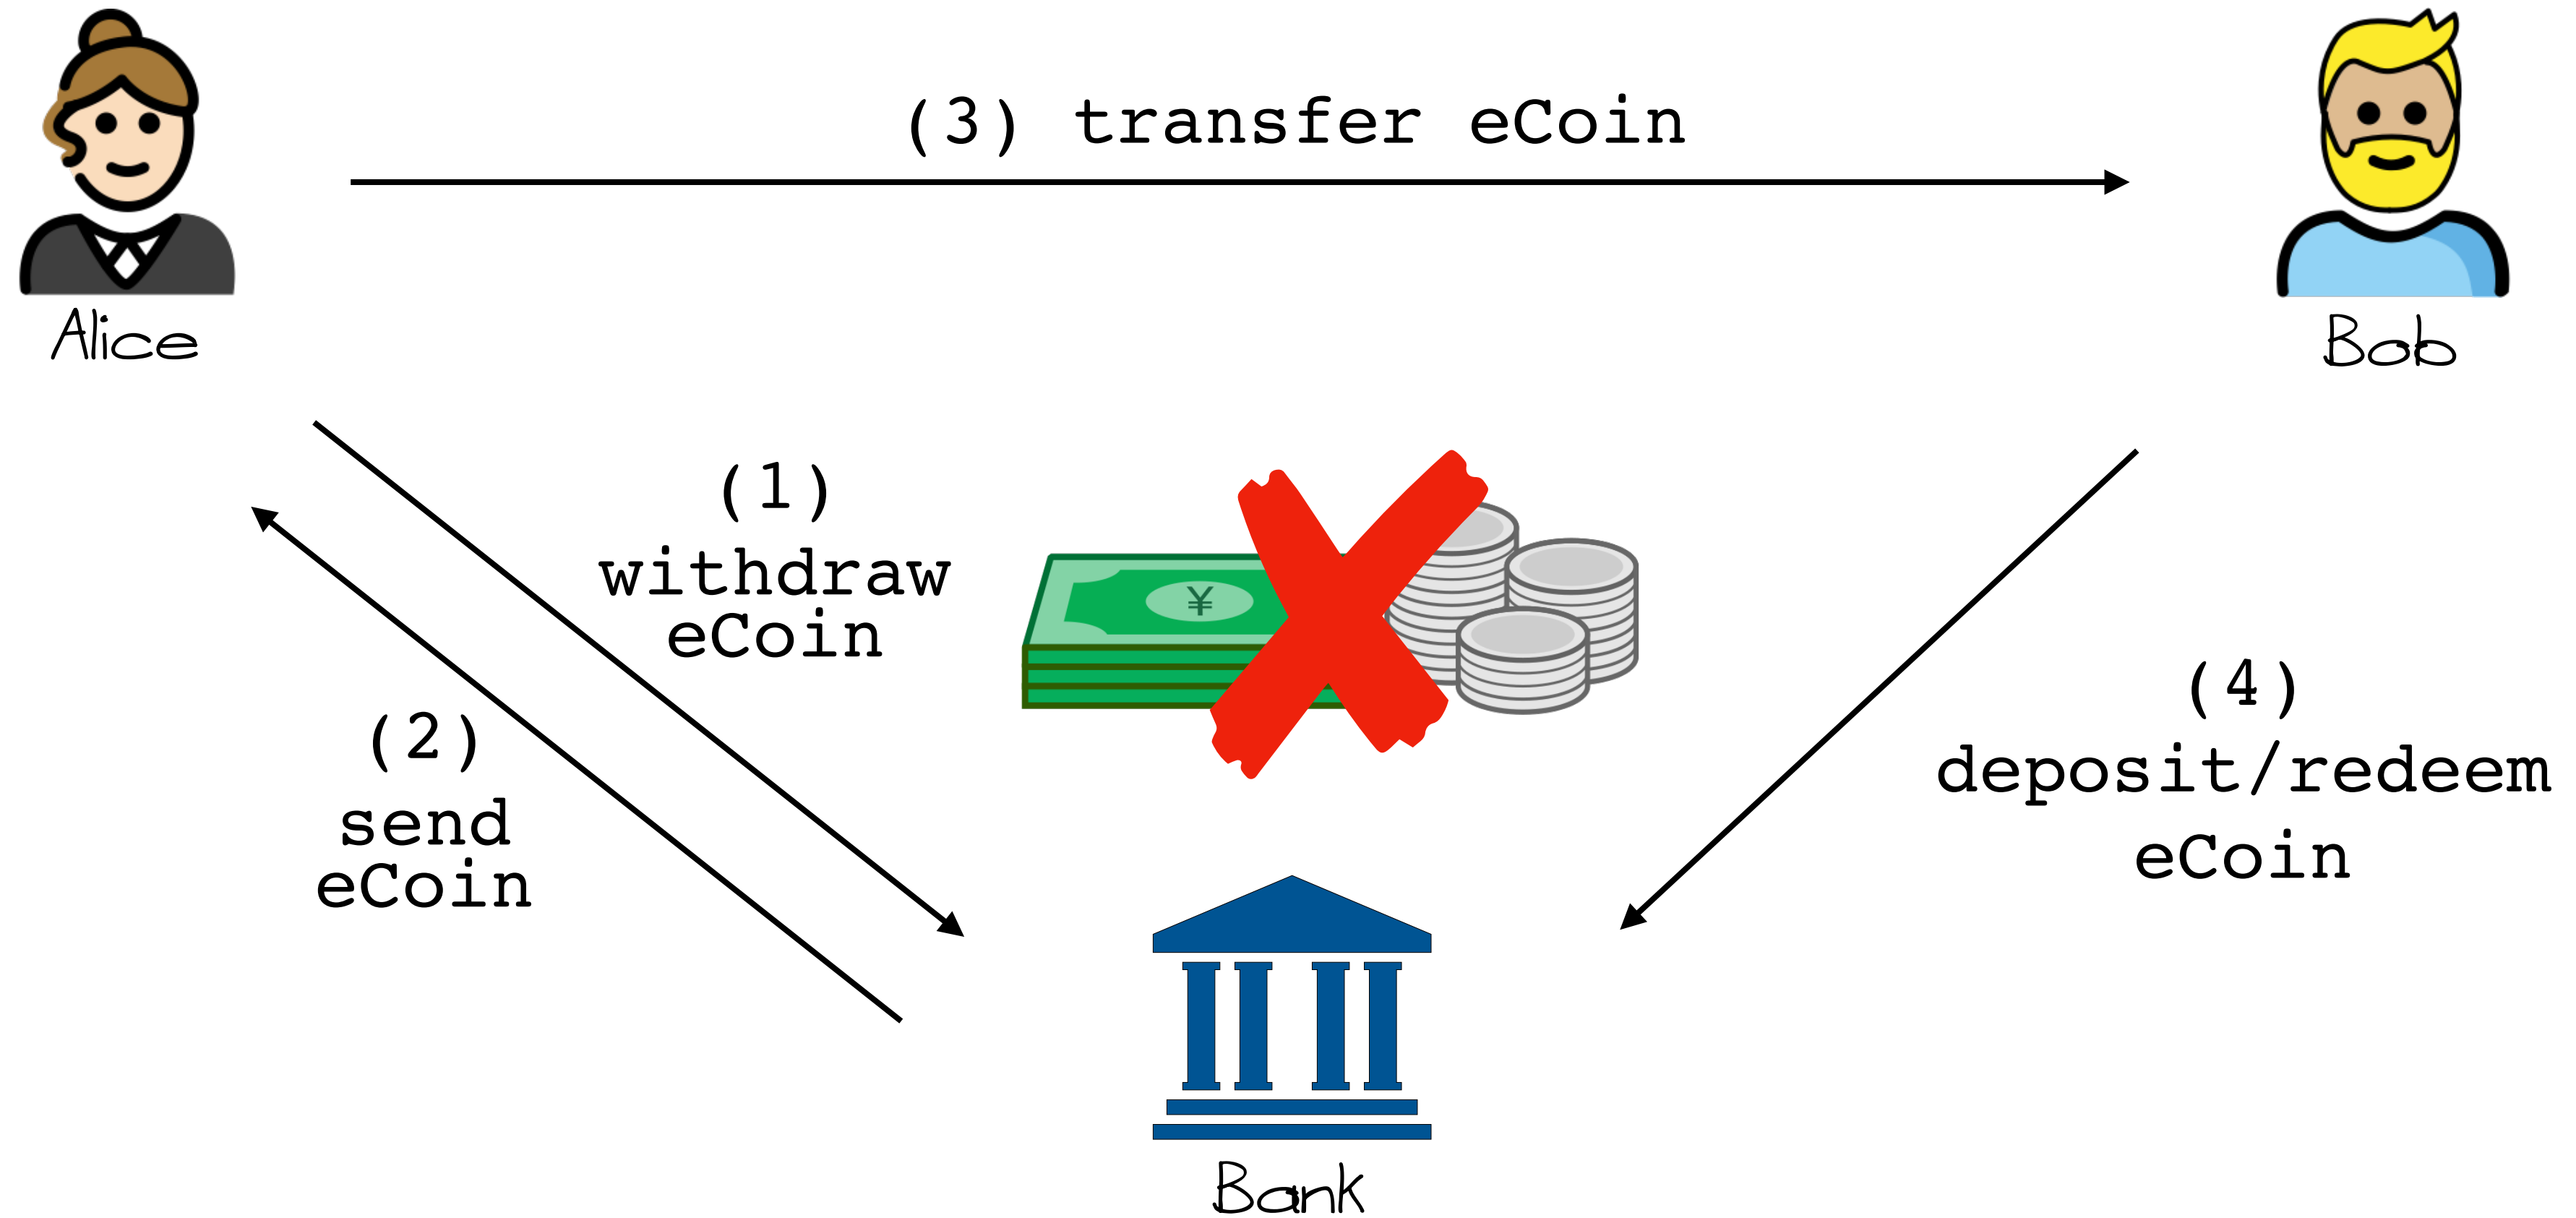 (3) transfer eCoin
Alice
Bob
(1)
withdraw
eCoin
¥
(2)
send
eCoin
(4)
deposit/redeem
eCoin
Bank